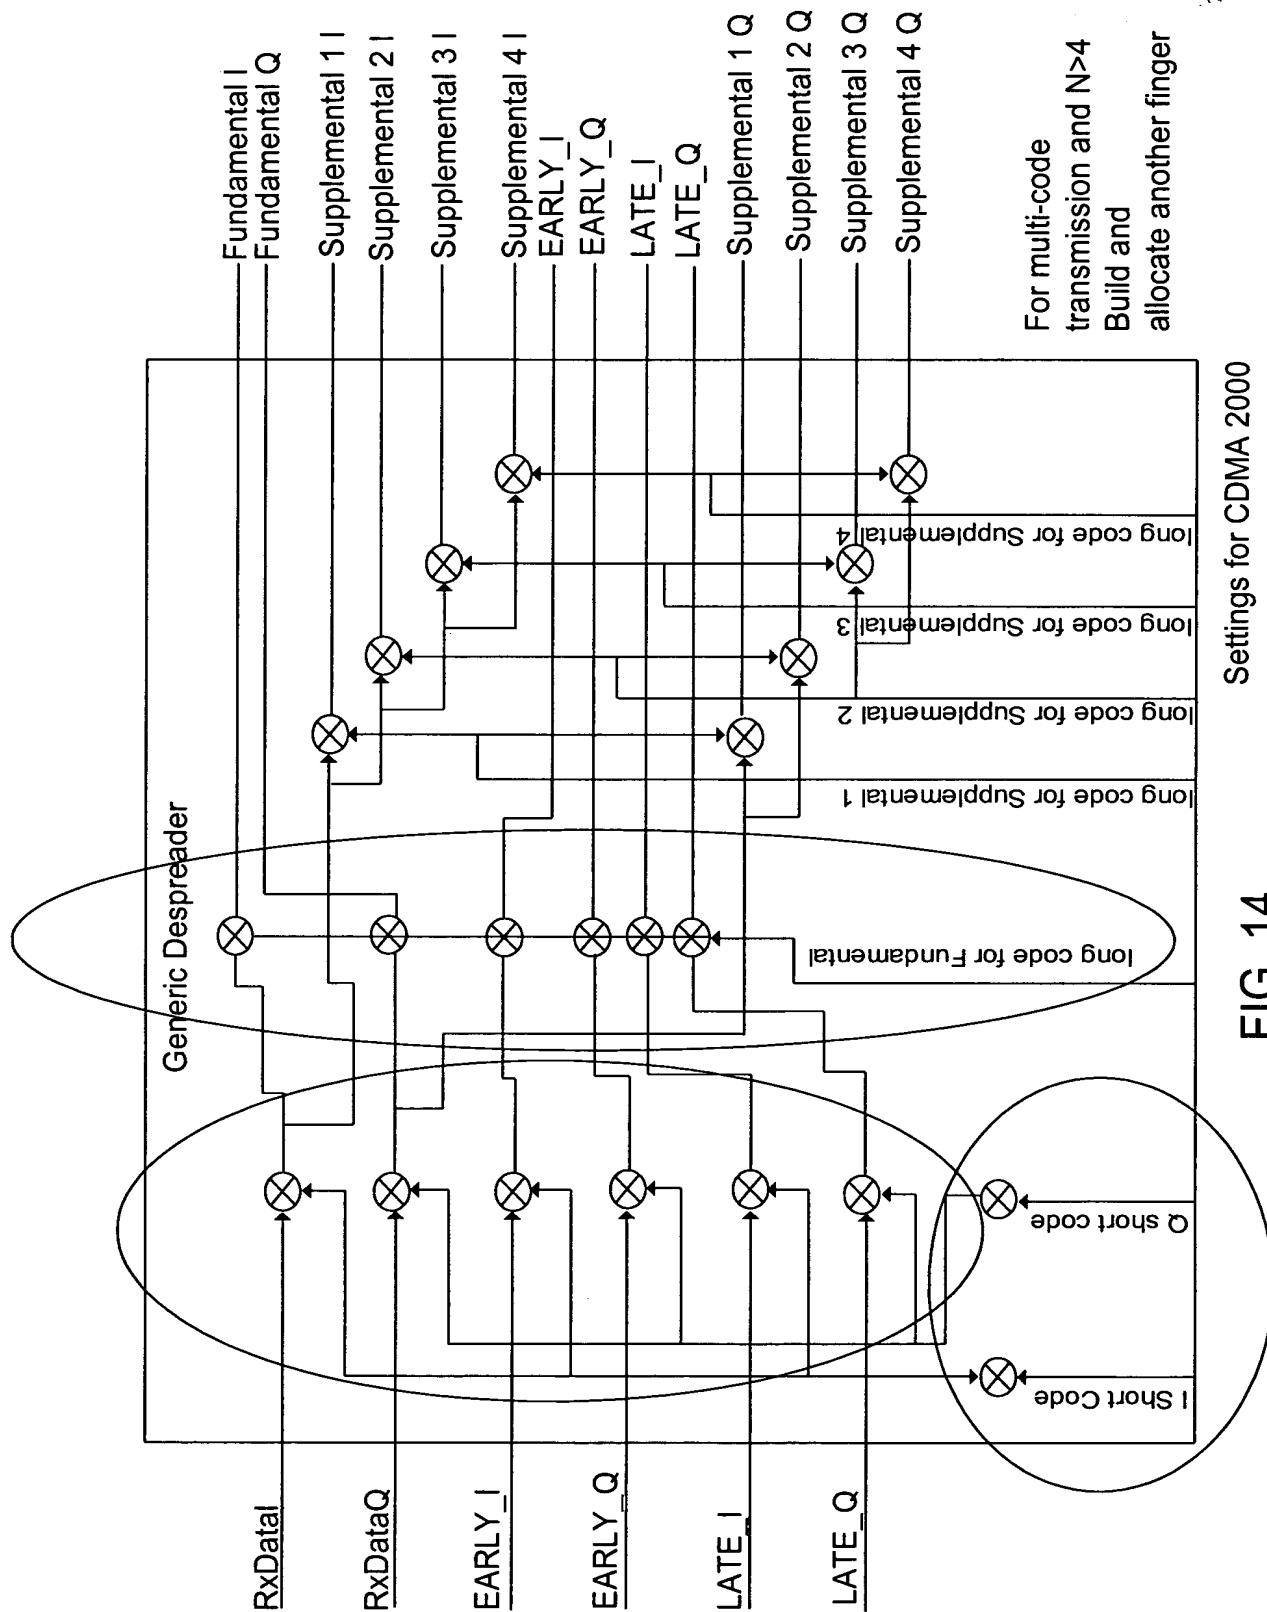 Generic Despreader
RxDataI
RxDataQ
EARLY_I
EARLY_Q
LATE_I
LATE_Q
Fundamental I
Fundamental Q
Supplemental 1 I
Supplemental 2 I
Supplemental 3 I
Supplemental 4 I
EARLY_I
EARLY_Q
LATE_I
LATE_Q
Supplemental 1 Q
Supplemental 2 Q
Supplemental 3 Q
Supplemental 4 Q
I Short Code
Q short code
long code for Fundamental
long code for Supplemental 1
long code for Supplemental 2
long code for Supplemental 3
long code for Supplemental 4
For multi-code
transmission and N>4
Build and
allocate another finger
Settings for CDMA 2000
FIG. 14